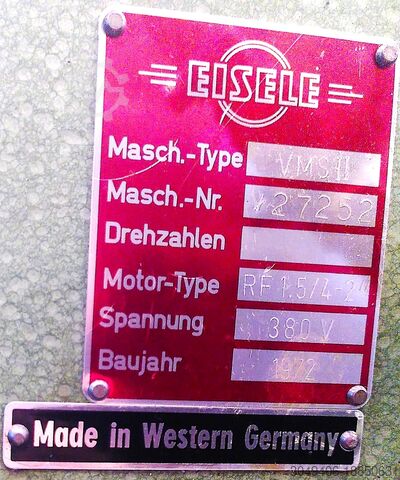 EISELE
Masch.-Type VMS II
Masch.-Nr. 727252
Drehzahlen
Motor-Type RF 1.5/4-2"
Spannung 380 V
Baujahr 1972
Made in Western Germany